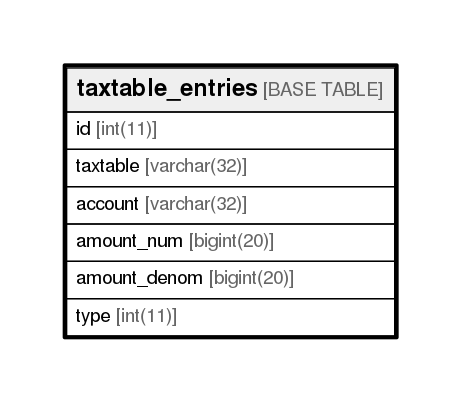 taxtable_entries [BASE TABLE]
id [int(11)]
taxtable [varchar(32)]
account [varchar(32)]
amount_num [bigint(20)]
amount_denom [bigint(20)]
type [int(11)]